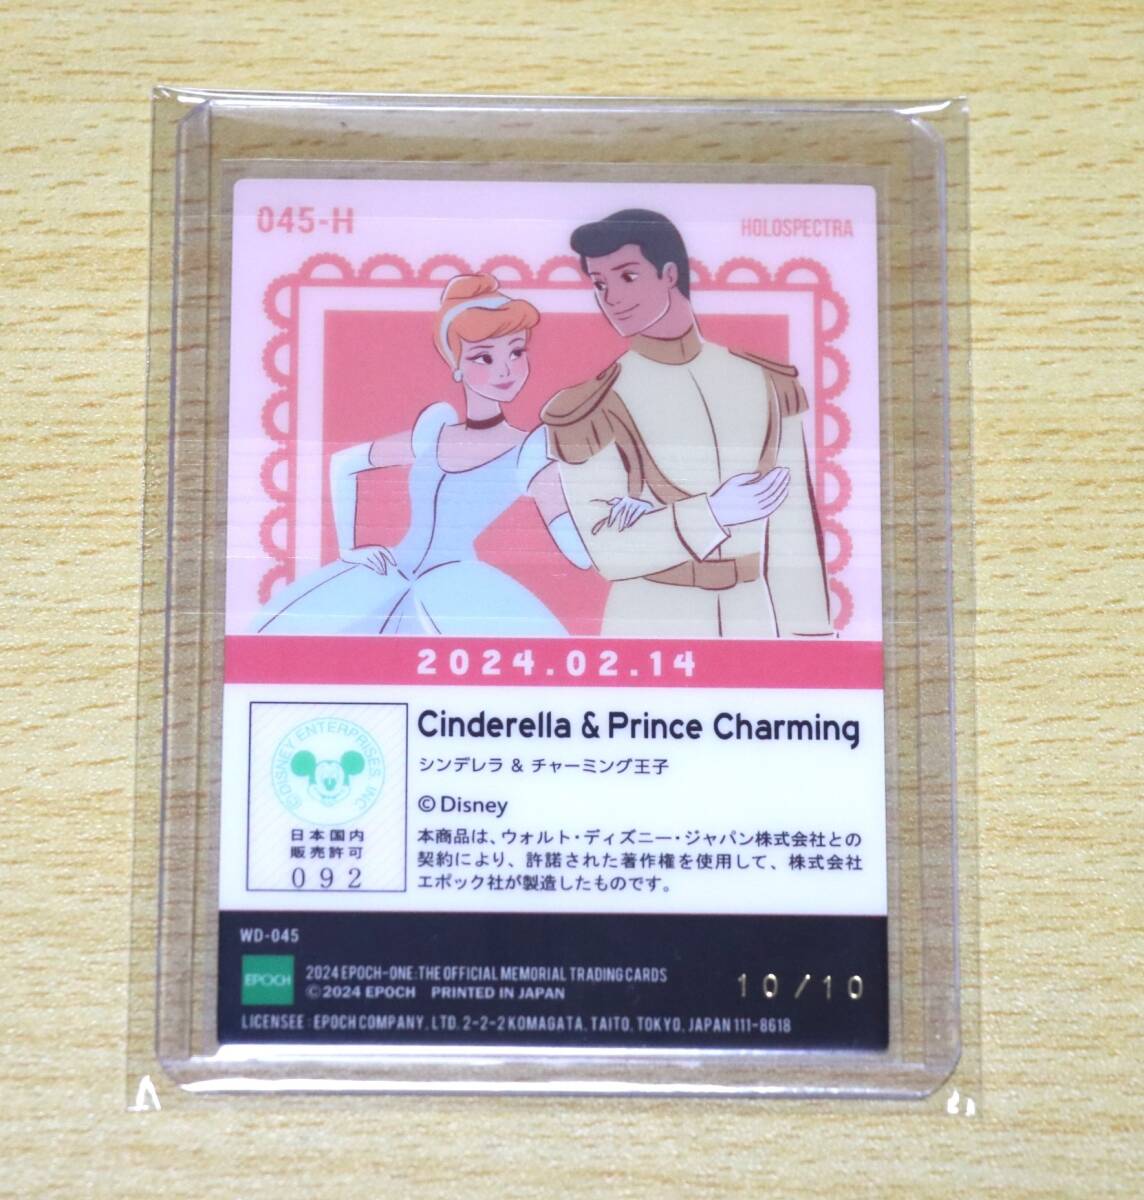 045-H
HOLOSPECTRA
2024.02.14
© DISNEY ENTERPRISES, INC.
日本国内
販売許可
092
Cinderella & Prince Charming
シンデレラ & チャーミング王子
© Disney
本商品は、ウォルト・ディズニー・ジャパン株式会社との
契約により、許諾された著作権を使用して、株式会社
エポック社が製造したものです。
WD-045
EPOCH
2024 EPOCH-ONE:THE OFFICIAL MEMORIAL TRADING CARDS
©2024 EPOCH PRINTED IN JAPAN
10/10
LICENSEE : EPOCH COMPANY, LTD. 2-2-2 KOMAGATA, TAITO, TOKYO, JAPAN 111-8618